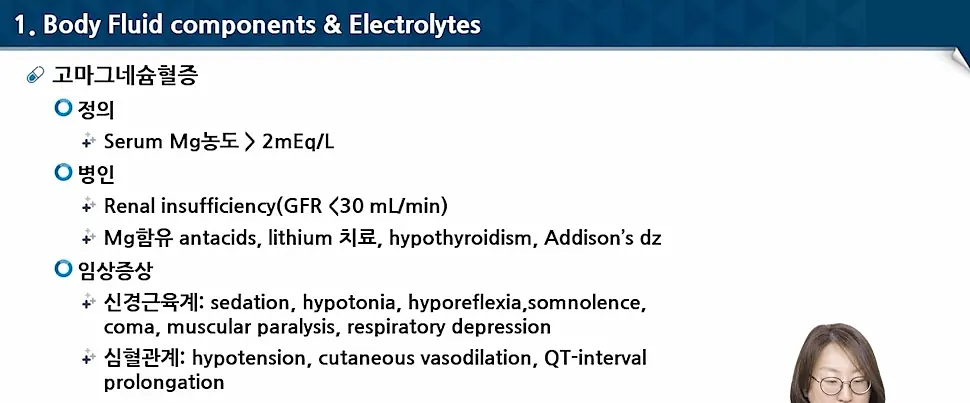 1. Body Fluid components & Electrolytes
고마그네슘혈증
정의
Serum Mg농도 > 2mEq/L
병인
Renal insufficiency(GFR <30 mL/min)
Mg함유 antacids, lithium 치료, hypothyroidism, Addison's dz
임상증상
신경근육계: sedation, hypotonia, hyporeflexia,somnolence,
coma, muscular paralysis, respiratory depression
심혈관계: hypotension, cutaneous vasodilation, QT-interval
prolongation